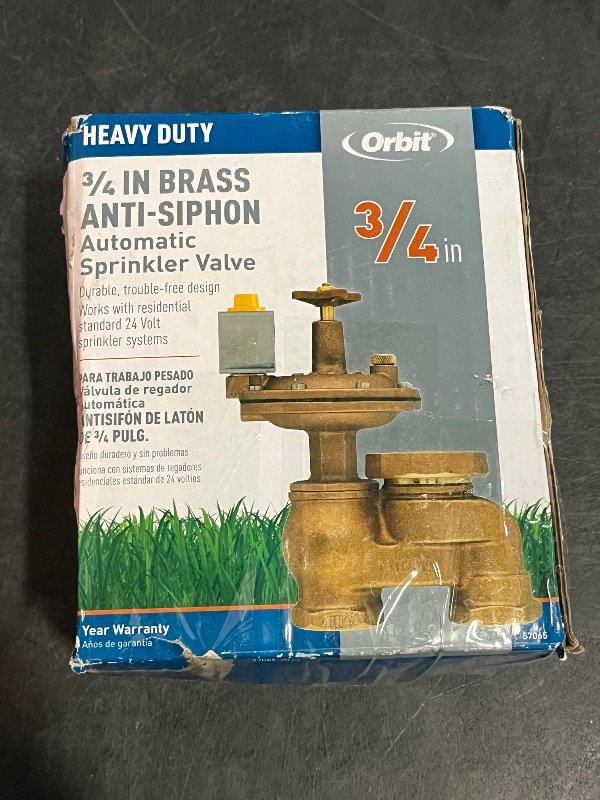 HEAVY DUTY
Orbit
3/4 IN BRASS
ANTI-SIPHON
Automatic
Sprinkler Valve
Durable, trouble-free design
Works with residential
standard 24 Volt
sprinkler systems
3/4 in
PARA TRABAJO PESADO
Válvula de regador
automática
ANTISIFÓN DE LATÓN
DE 3/4 PULG.
diseño duradero y sin problemas
funciona con sistemas de regadores
residenciales estándar de 24 voltios
Year Warranty
Años de garantía
57065